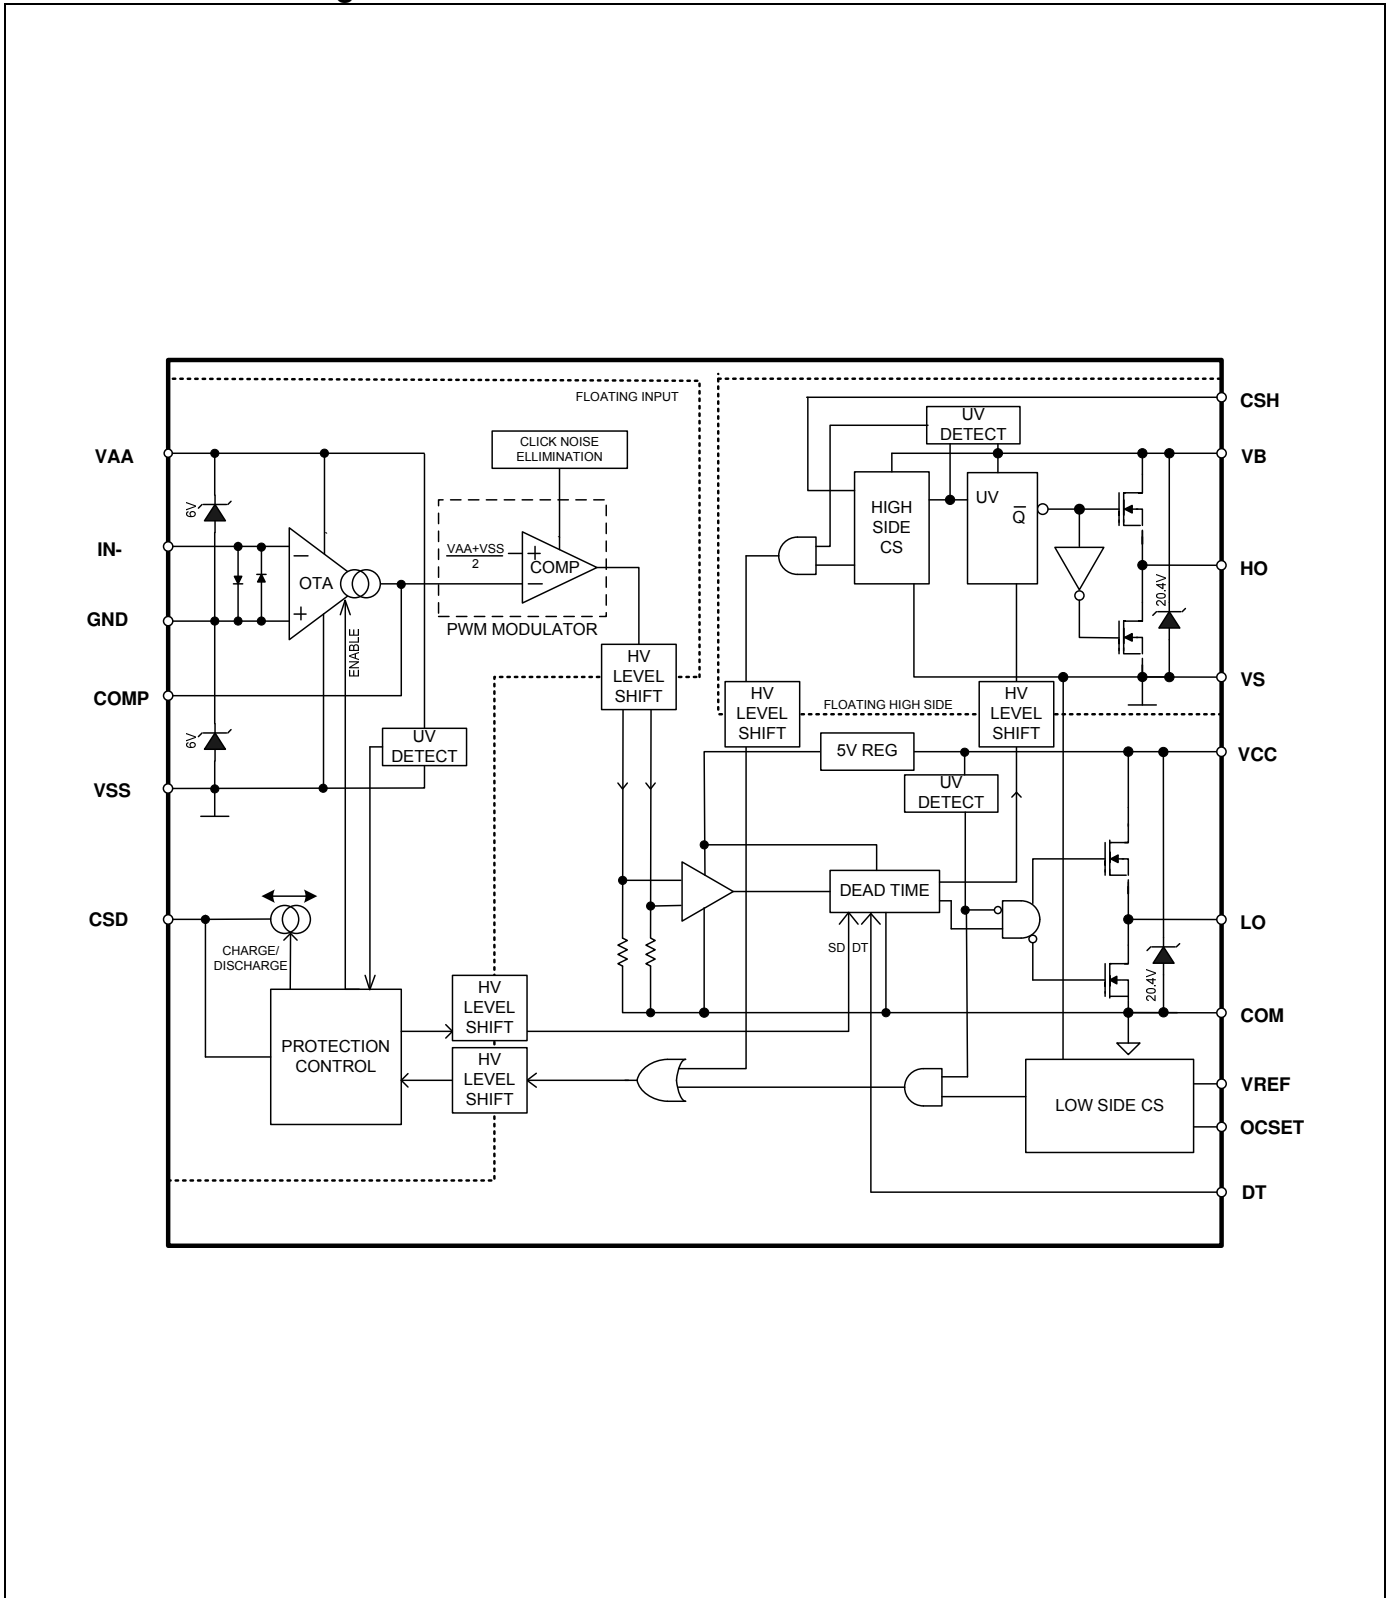 FLOATING INPUT
CSH
UV
DETECT
CLICK NOISE
ELLIMINATION
VAA
VB
6V
HIGH
SIDE
CS
UV
Q̅
IN-
VAA+VSS
2
+
COMP
−
−
OTA
+
HO
20.4V
GND
PWM MODULATOR
ENABLE
HV
LEVEL
SHIFT
VS
COMP
HV
LEVEL
SHIFT
FLOATING HIGH SIDE
HV
LEVEL
SHIFT
6V
UV
DETECT
5V REG
VCC
VSS
UV
DETECT
DEAD TIME
CSD
LO
CHARGE/
DISCHARGE
SD
DT
20.4V
HV
LEVEL
SHIFT
COM
PROTECTION
CONTROL
HV
LEVEL
SHIFT
VREF
LOW SIDE CS
OCSET
DT